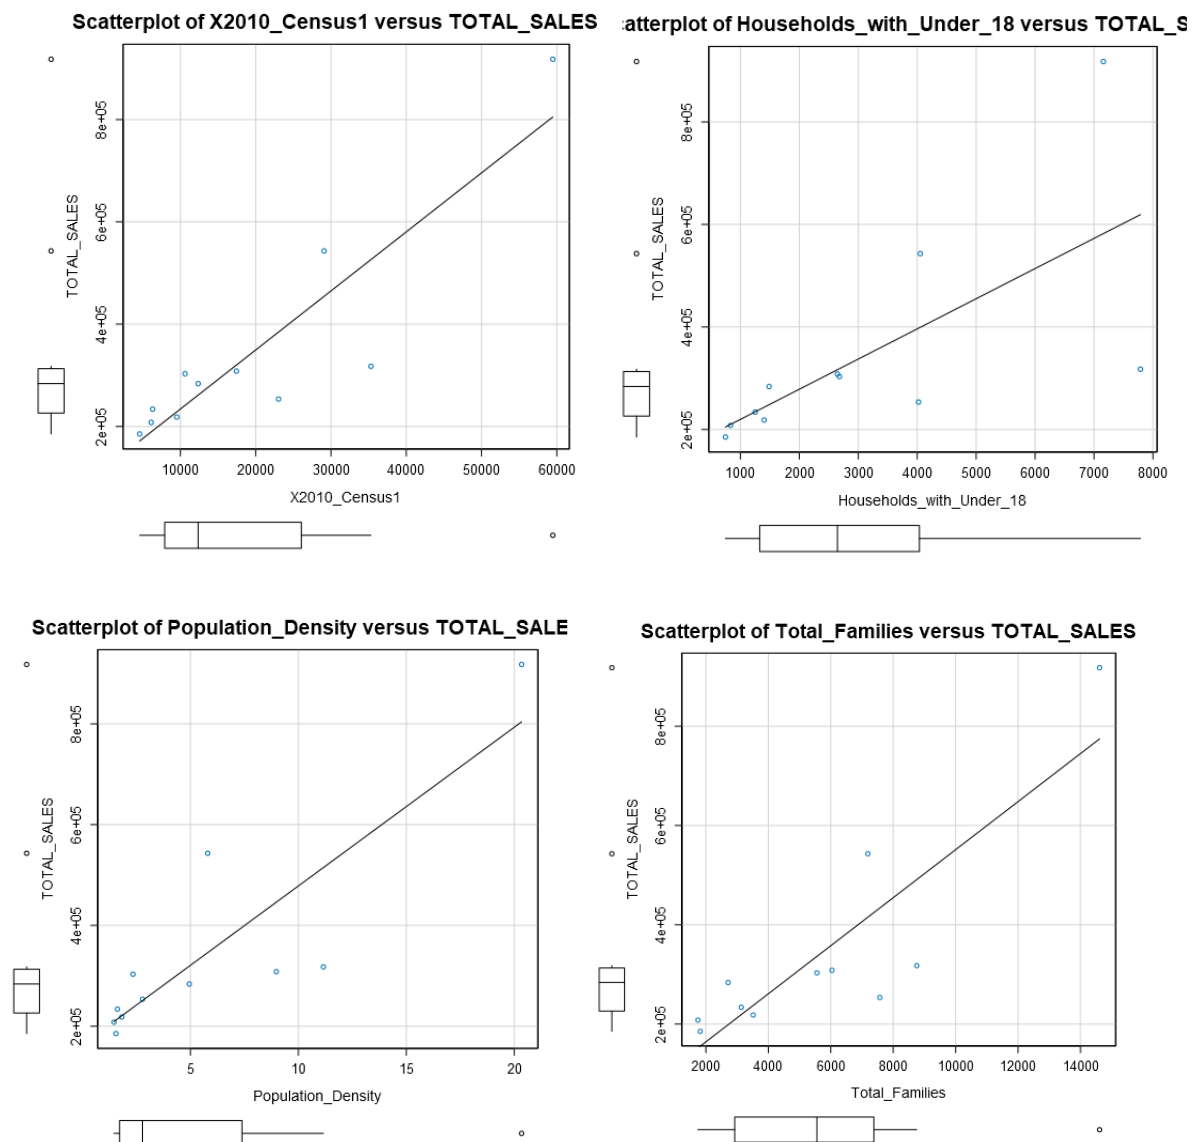 Scatterplot of X2010_Census1 versus TOTAL_SALES
TOTAL_SALES
8e+05
6e+05
4e+05
2e+05
10000 20000 30000 40000 50000 60000
X2010_Census1
catterplot of Households_with_Under_18 versus TOTAL_S
TOTAL_SALES
8e+05
6e+05
4e+05
2e+05
1000 2000 3000 4000 5000 6000 7000 8000
Households_with_Under_18
Scatterplot of Population_Density versus TOTAL_SALE
TOTAL_SALES
8e+05
6e+05
4e+05
2e+05
5 10 15 20
Population_Density
Scatterplot of Total_Families versus TOTAL_SALES
TOTAL_SALES
8e+05
6e+05
4e+05
2e+05
2000 4000 6000 8000 10000 12000 14000
Total_Families